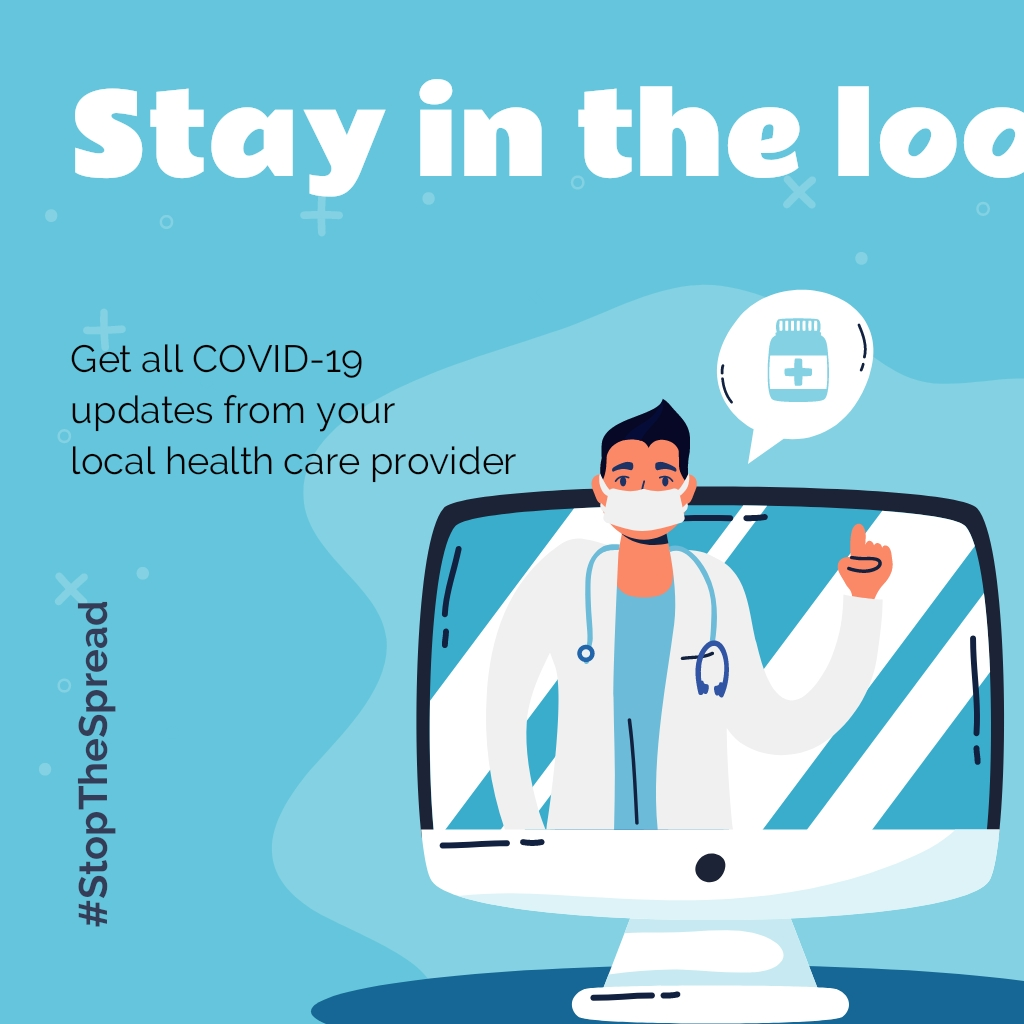 Stay in the loo
Get all COVID-19
updates from your
local health care provider
#StopTheSpread